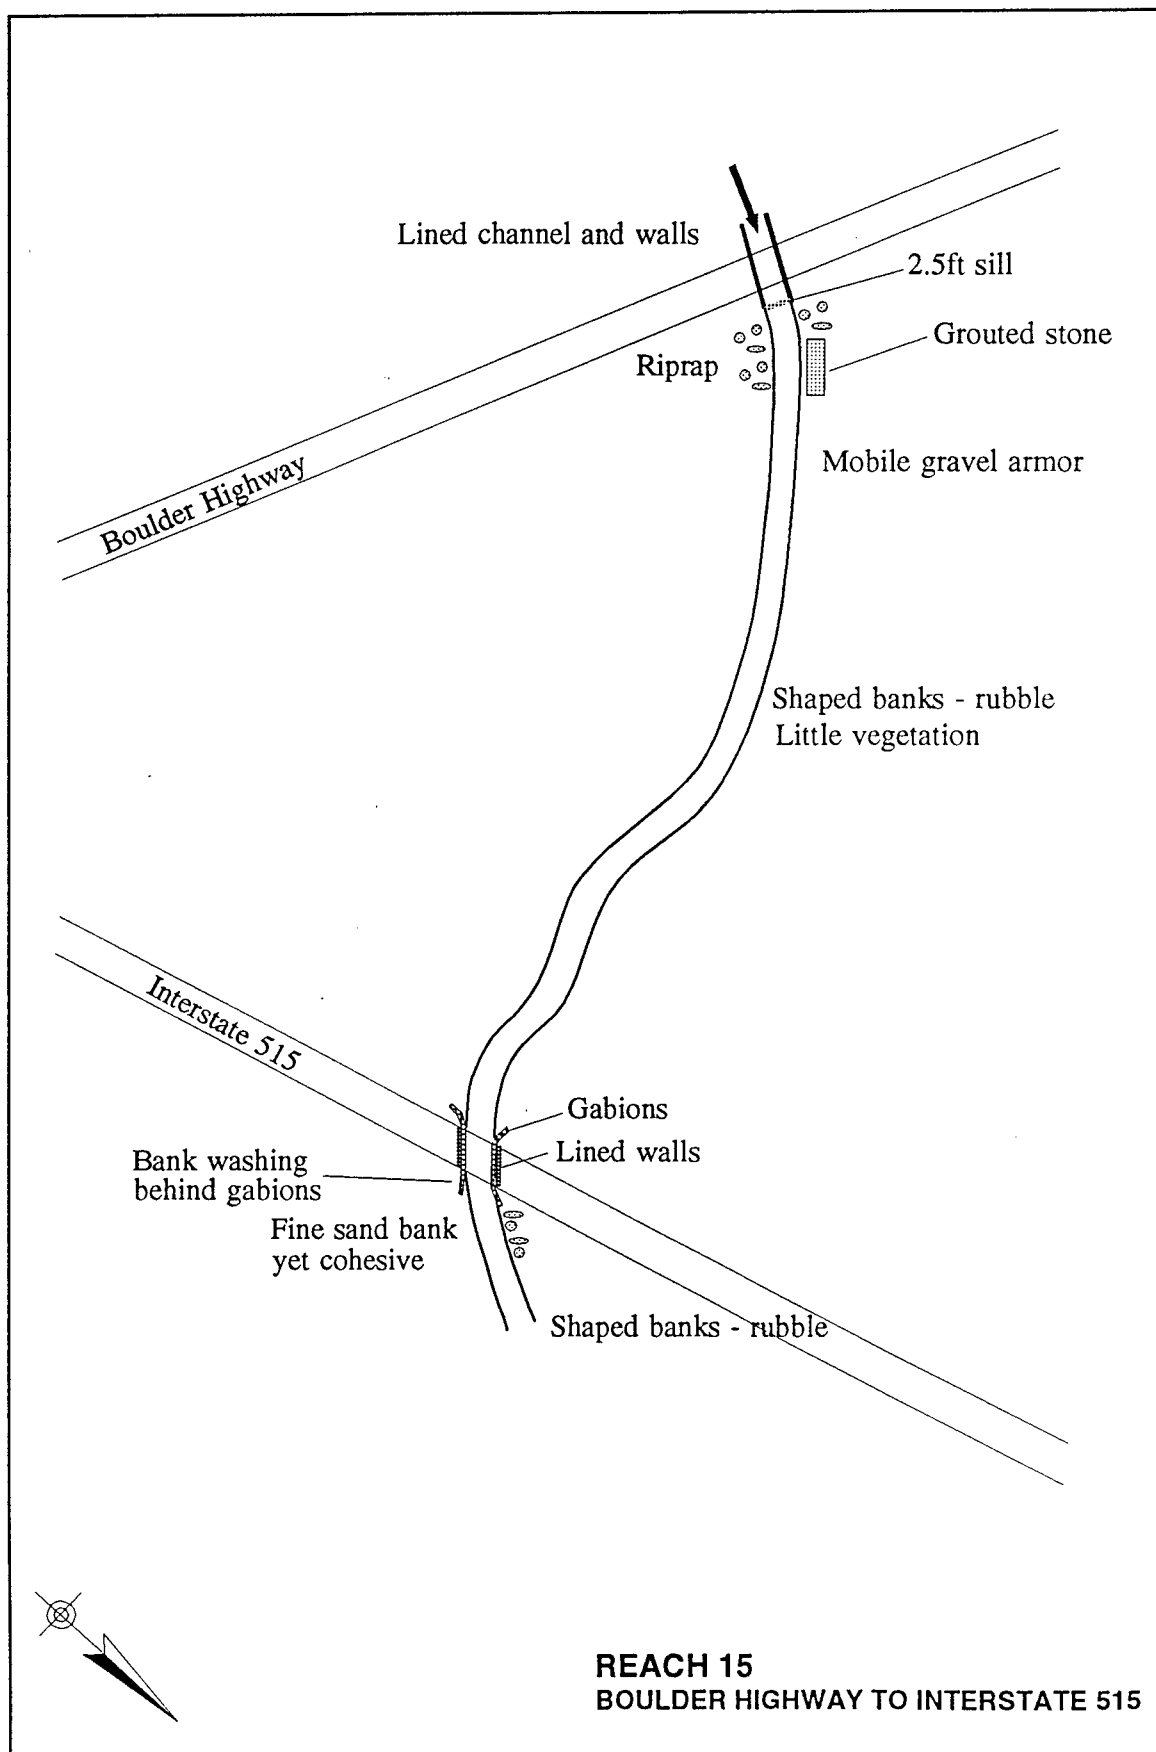 Lined channel and walls
2.5ft sill
Grouted stone
Riprap
Mobile gravel armor
Boulder Highway
Shaped banks - rubble
Little vegetation
Interstate 515
Gabions
Lined walls
Bank washing
behind gabions
Fine sand bank
yet cohesive
Shaped banks - rubble
REACH 15
BOULDER HIGHWAY TO INTERSTATE 515